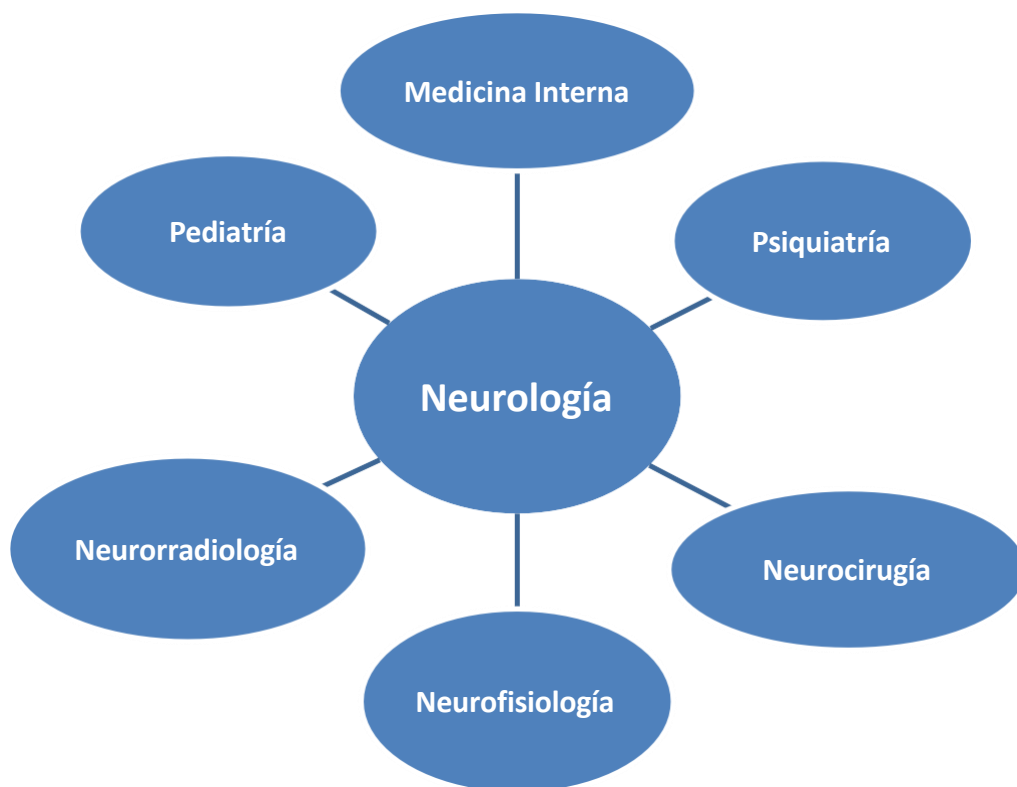 Medicina Interna
Pediatría
Psiquiatría
Neurología
Neurorradiología
Neurocirugía
Neurofisiología